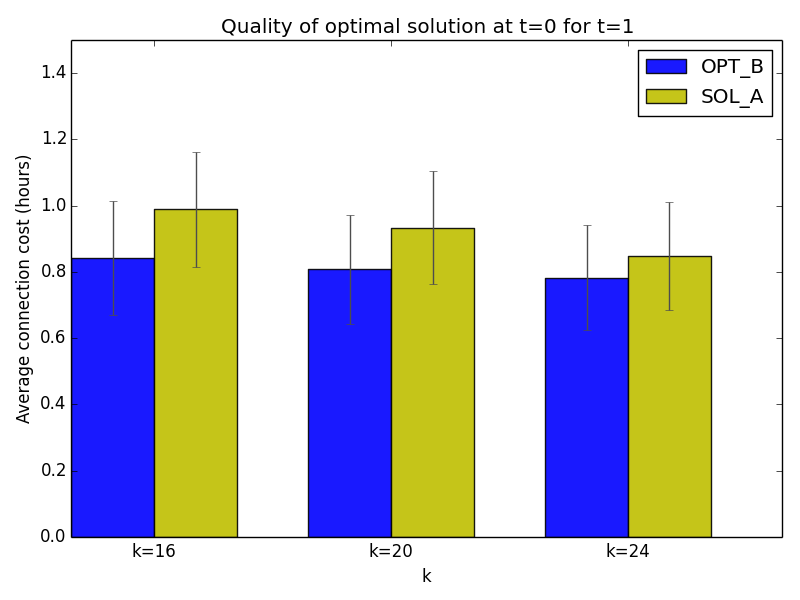 Quality of optimal solution at t=0 for t=1
OPT_B
SOL_A
Average connection cost (hours)
1.4
1.2
1.0
0.8
0.6
0.4
0.2
0.0
k=16
k=20
k=24
k